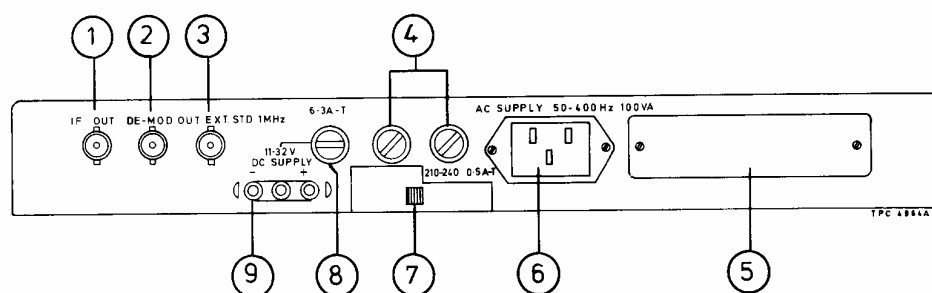 1 2 3 4
6·3A-T AC SUPPLY 50-400Hz 100VA
IF OUT DE-MOD OUT EXT. STD 1MHz
11-32V
DC SUPPLY
210-240 0·5A-T
- +
TPC 4864A
9 8 7 6 5